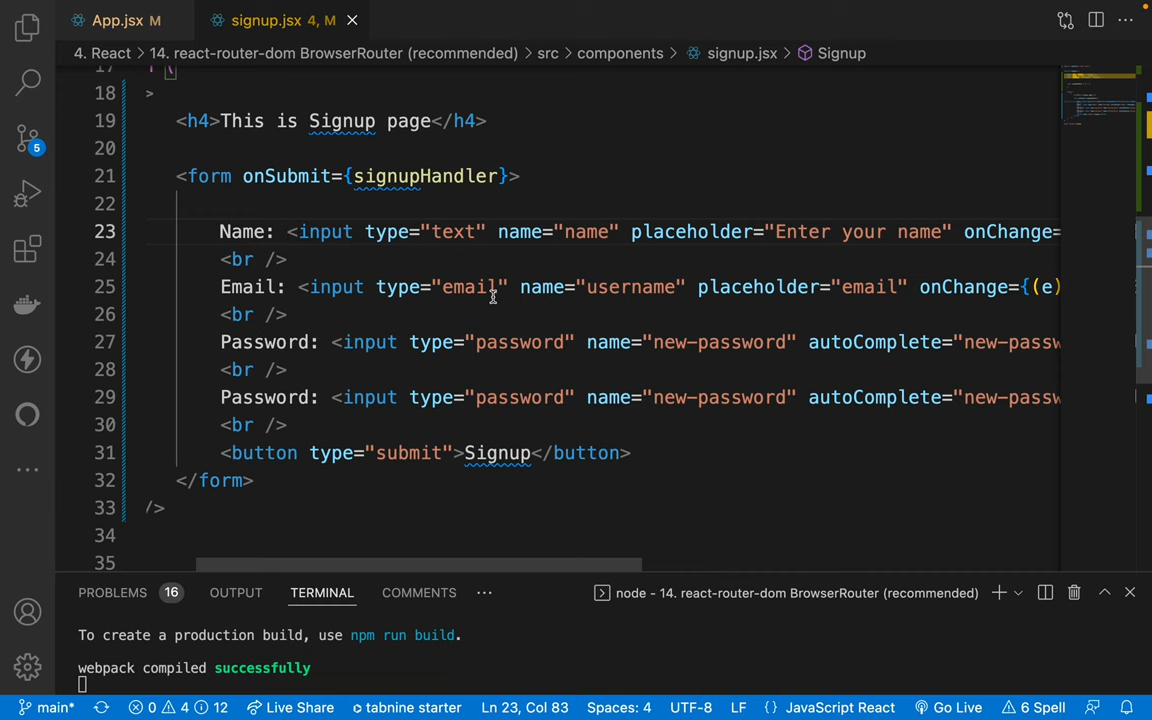 App.jsx M
signup.jsx 4, M
4. React > 14. react-router-dom BrowserRouter (recommended) > src > components > signup.jsx > Signup
18 >
19 <h4>This is Signup page</h4>
20
21 <form onSubmit={signupHandler}>
22
23 Name: <input type="text" name="name" placeholder="Enter your name" onChange=
24 <br />
25 Email: <input type="email" name="username" placeholder="email" onChange={(e)
26 <br />
27 Password: <input type="password" name="new-password" autoComplete="new-passw
28 <br />
29 Password: <input type="password" name="new-password" autoComplete="new-passw
30 <br />
31 <button type="submit">Signup</button>
32 </form>
33 />
34
35
5
PROBLEMS 16 OUTPUT TERMINAL COMMENTS ··· node - 14. react-router-dom BrowserRouter (recommended)
To create a production build, use npm run build.
webpack compiled successfully
main* 0 4 12 Live Share tabnine starter Ln 23, Col 83 Spaces: 4 UTF-8 LF {} JavaScript React Go Live 6 Spell